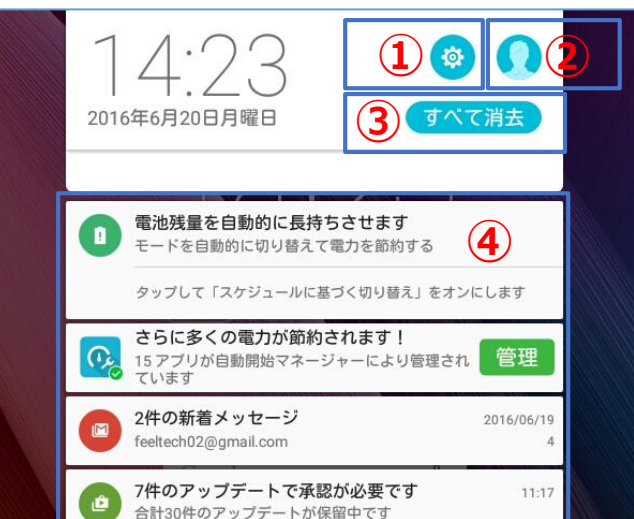 14:23
① ②
2016年6月20日月曜日
③ すべて消去
電池残量を自動的に長持ちさせます
モードを自動的に切り替えて電力を節約する
④
タップして「スケジュールに基づく切り替え」をオンにします
さらに多くの電力が節約されます！
15 アプリが自動開始マネージャーにより管理され
ています
管理
2件の新着メッセージ 2016/06/19
feeltech02@gmail.com 4
7件のアップデートで承認が必要です 11:17
合計30件のアップデートが保留中です